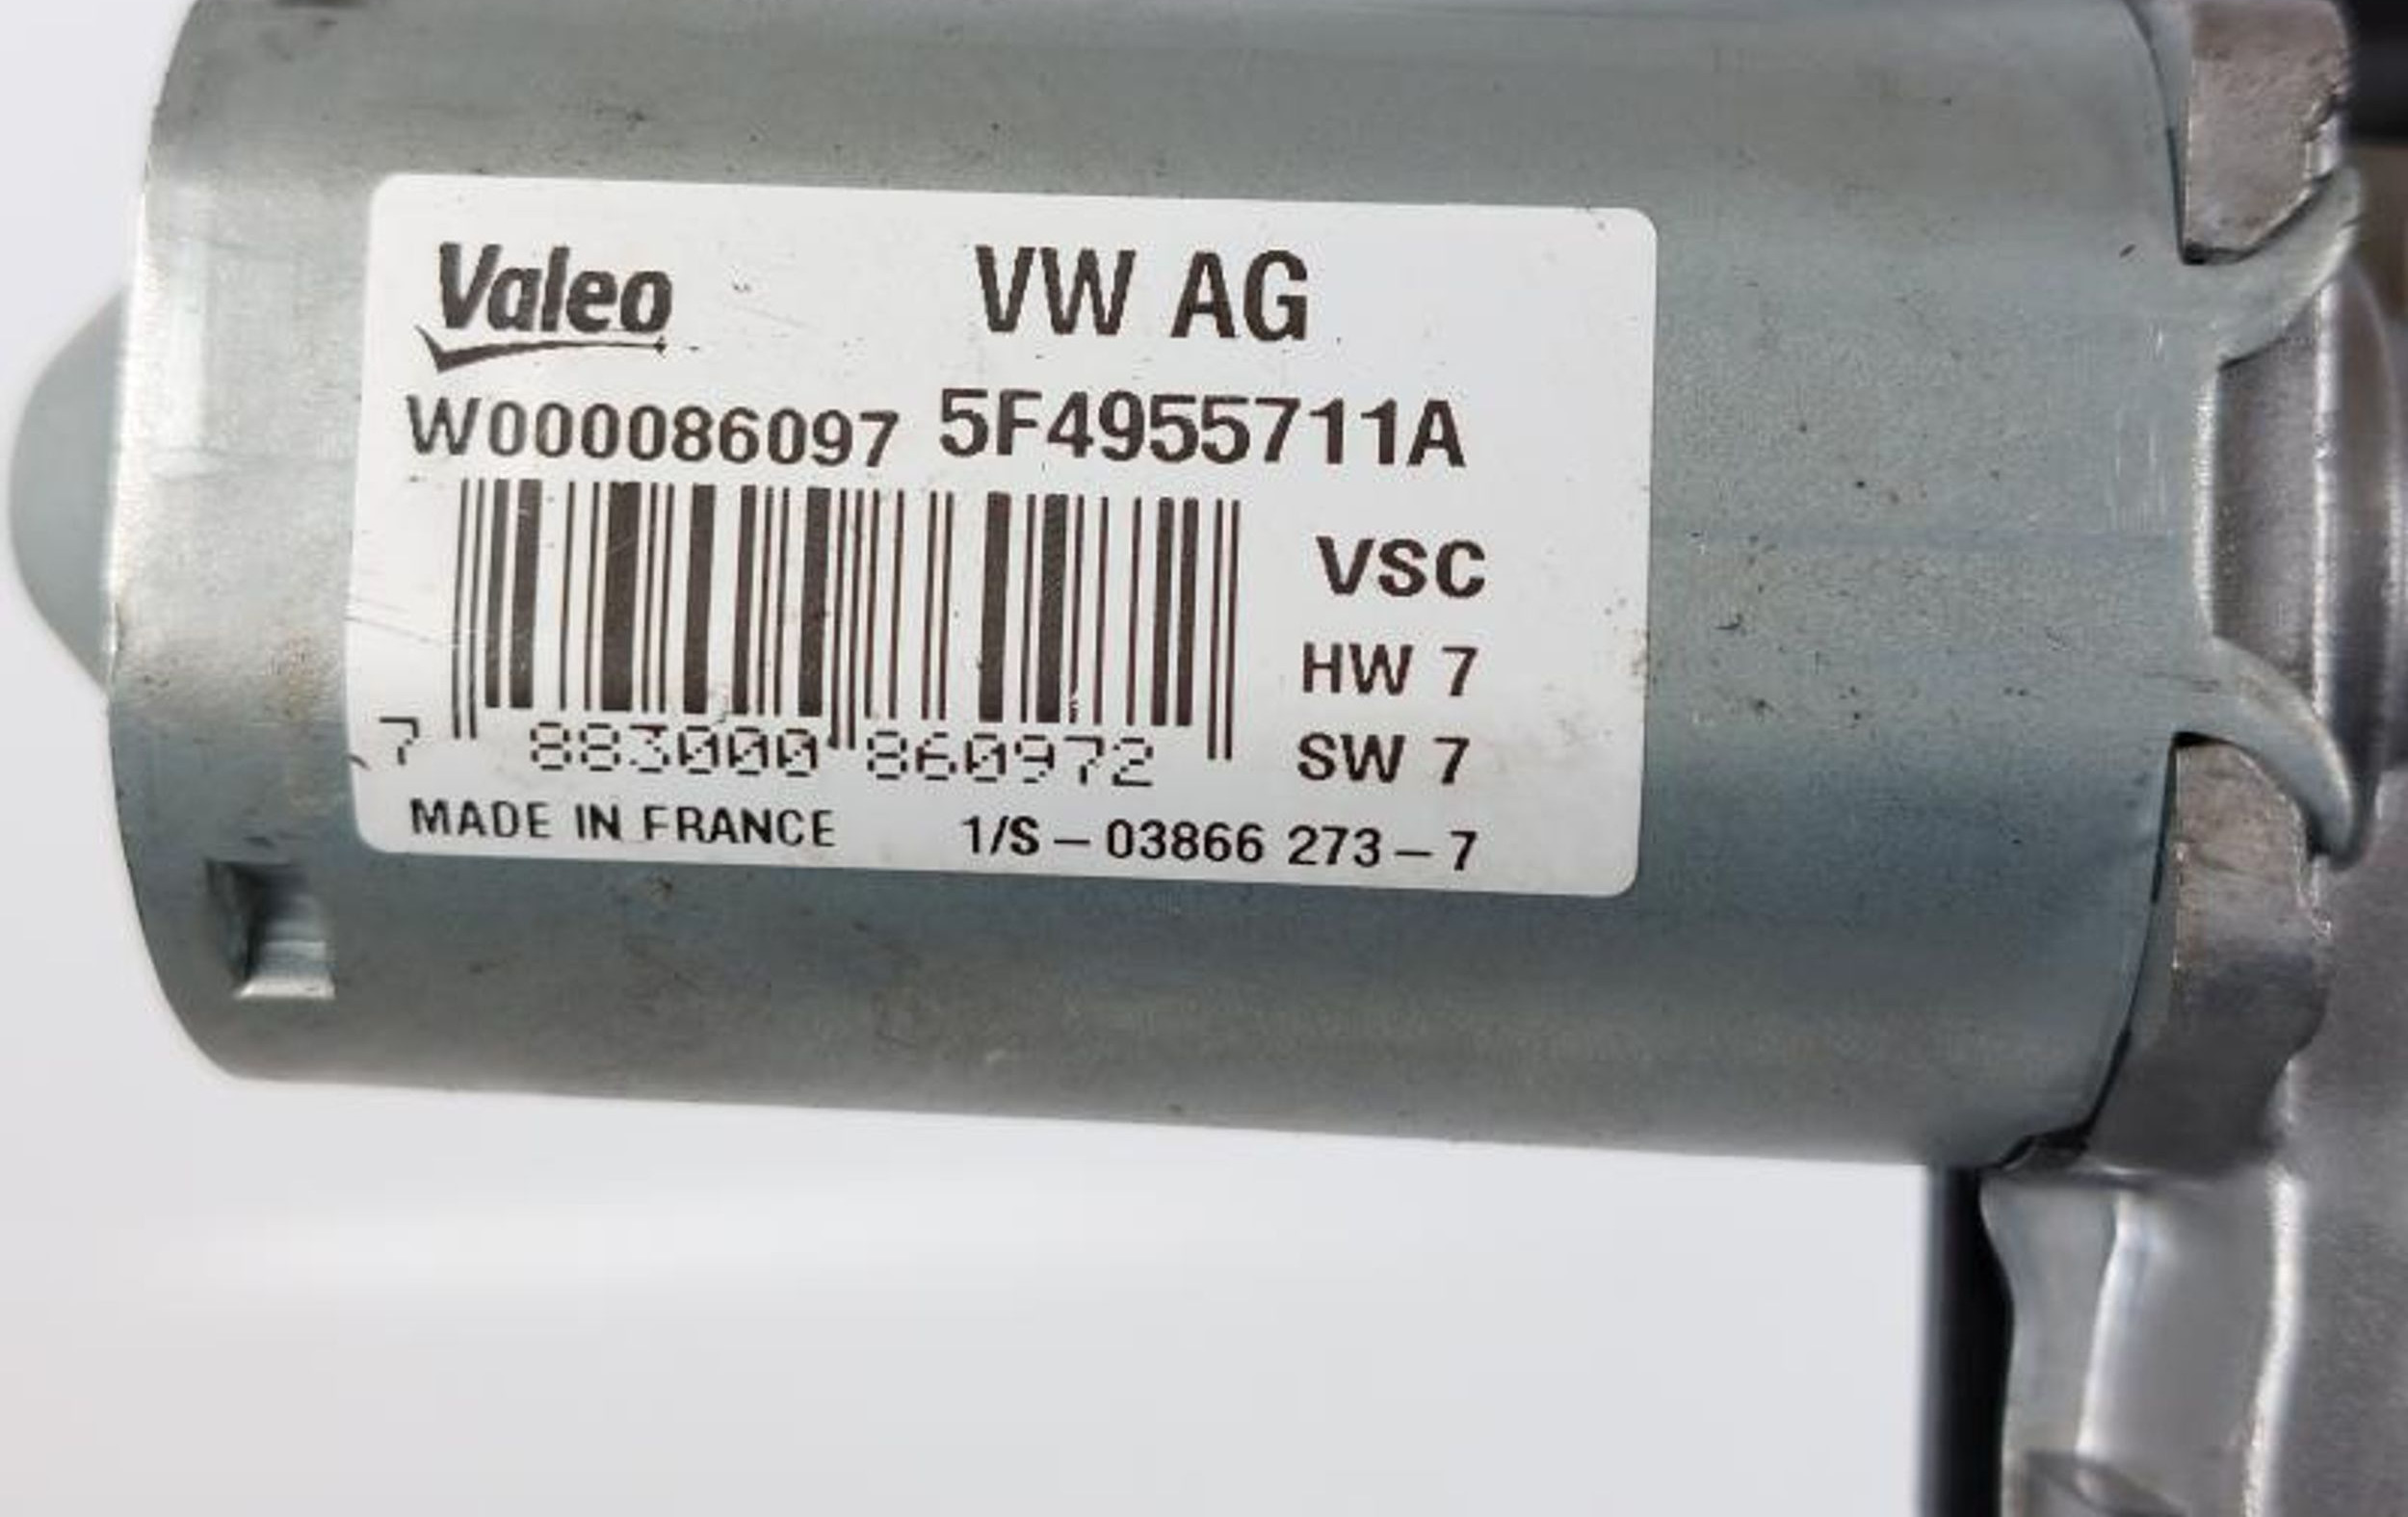 Valeo VW AG
W000086097 5F4955711A
VSC
HW 7
SW 7
7 883000 860972
MADE IN FRANCE 1/S – 03866 273 – 7